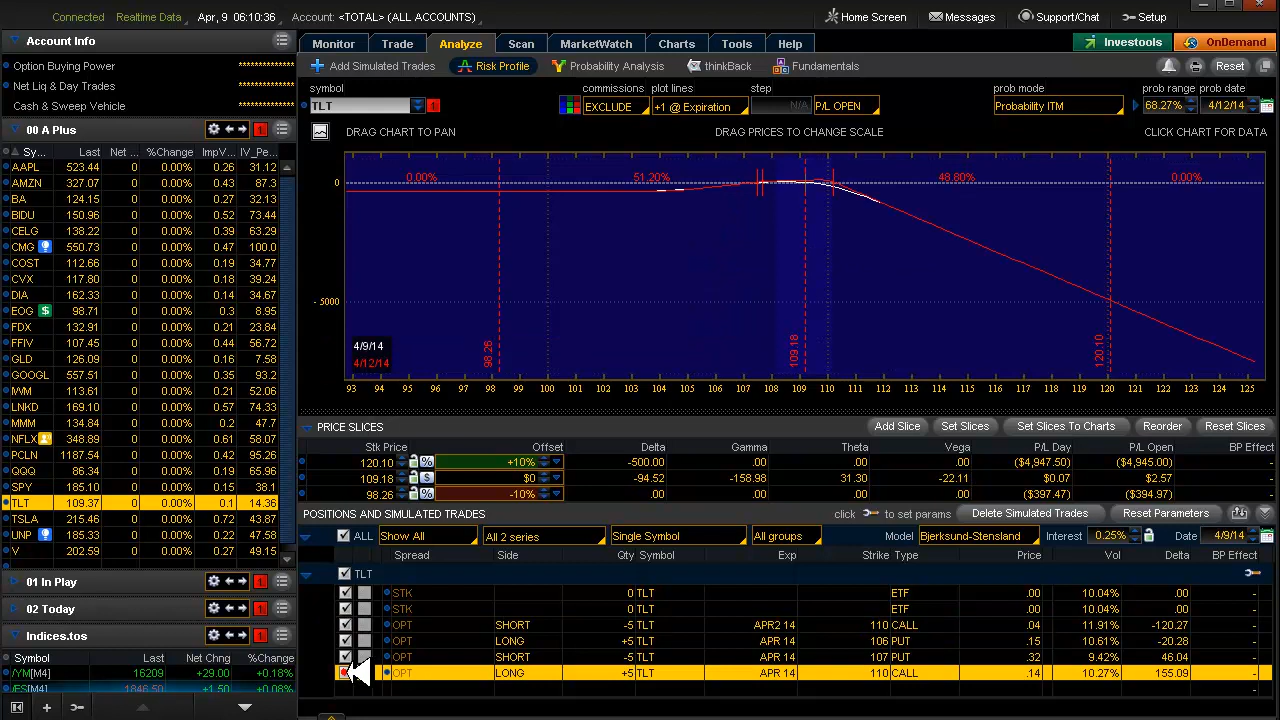 Connected Realtime Data Apr, 9 06:10:36 Account: <TOTAL> (ALL ACCOUNTS) Home Screen Messages Support/Chat Setup
Account Info
Option Buying Power ***************
Net Liq & Day Trades ***************
Cash & Sweep Vehicle ***************
00 A Plus
Sy... Last Net ... %Change ImpV... IV_Pe...
AAPL 523.44 0 0.00% 0.26 31.12
AMZN 327.07 0 0.00% 0.43 87.3
BA 124.15 0 0.00% 0.27 32.13
BIDU 150.96 0 0.00% 0.52 73.44
CELG 138.22 0 0.00% 0.39 63.29
CMG 550.73 0 0.00% 0.47 100.0
COST 112.66 0 0.00% 0.19 34.77
CVX 117.80 0 0.00% 0.18 39.24
DIA 162.33 0 0.00% 0.14 34.67
98.71 0 0.00% 0.3 8.95
132.91 0 0.00% 0.21 23.84
FFIV 107.45 0 0.00% 0.44 56.72
GLD 126.09 0 0.00% 0.16 7.58
GOOGL 557.51 0 0.00% 0.35 93.2
IWM 113.61 0 0.00% 0.21 52.06
LNKD 169.10 0 0.00% 0.57 74.33
MMM 134.84 0 0.00% 0.2 47.7
348.89 0 0.00% 0.61 58.07
PCLN 1187.54 0 0.00% 0.42 95.26
QQQ 86.34 0 0.00% 0.19 65.96
SPY 185.10 0 0.00% 0.15 38.1
TLT 109.37 0 0.00% 0.1 14.36
TSLA 215.46 0 0.00% 0.72 43.87
UNP 185.33 0 0.00% 0.22 47.58
V 202.59 0 0.00% 0.27 49.15
01 In Play
02 Today
Indices.tos
Symbol Last Net Chng %Change
/YM[M4] 16209 +29.00 +0.18%
/ES[M4] 1846.50 +1.50 +0.08%
Monitor Trade Analyze Scan MarketWatch Charts Tools Help Investools OnDemand
Add Simulated Trades Risk Profile Probability Analysis thinkBack Fundamentals Reset
symbol commissions plot lines step prob mode prob range prob date
TLT 1 EXCLUDE +1 @ Expiration N/A P/L OPEN Probability ITM 68.27% 4/12/14
DRAG CHART TO PAN DRAG PRICES TO CHANGE SCALE CLICK CHART FOR DATA
0 0.00% 51.20% 48.80% 0.00%
-5000
98.26 109.18 120.10
4/9/14
4/12/14
94 95 96 97 98 99 101 102 103 104 105 106 107 108 109 110 111 112 114 115 116 117 118 119 120 121 122 123 124 125
PRICE SLICES Add Slice Set Slices Set Slices To Charts Reset Slices
Stk Price Offset Delta Gamma Theta Vega P/L Day P/L Open BP Effect
120.10 % +10% -500.00 .00 .00 .00 ($4,947.50) ($4,945.00)
109.18 $ $0 -94.52 -158.98 31.30 -22.11 $0.07 $2.57
.26 % -10% .00 .00 .00 .00 ($397.47)
POSITIONS AND SIMULATED TRADES click to set params Delete Simulated Trades Reset Parameters
ALL Show All All 2 series Single Symbol All groups Model Bjerksund-Stensland Interest 0.25% Date 4/9/14
Spread Side Qty Symbol Exp Strike Type Price Vol Delta BP Effect
TLT
STK 0 TLT ETF .00 10.04% .00 -
STK 0 TLT ETF .00 10.04% .00 -
OPT SHORT -5 TLT APR2 14 110 CALL .04 11.91% -120.27 -
OPT LONG +5 TLT APR 14 106 PUT .15 10.61% -20.28 -
OPT SHORT -5 TLT APR 14 107 PUT .32 9.42% 46.04 -
OPT LONG +5 TLT APR 14 110 CALL .14 10.27% 155.09 -